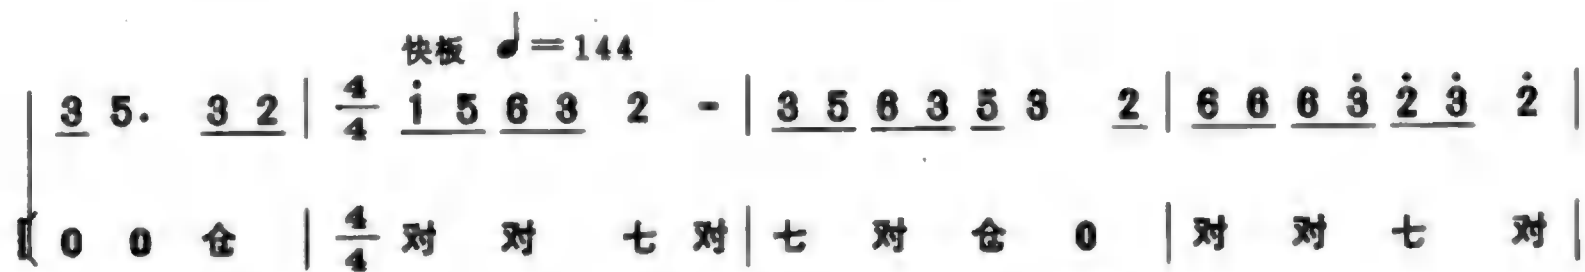 快板 ♩=144
3 5. 3 2 | 4/4 i 5 6 3 2 - | 3 5 6 3 5 3 2 | 6 6 6 3̇ 2̇ 3̇ 2̇ |
0 0 仓 | 4/4 对 对 七 对 | 七 对 仓 0 | 对 对 七 对 |